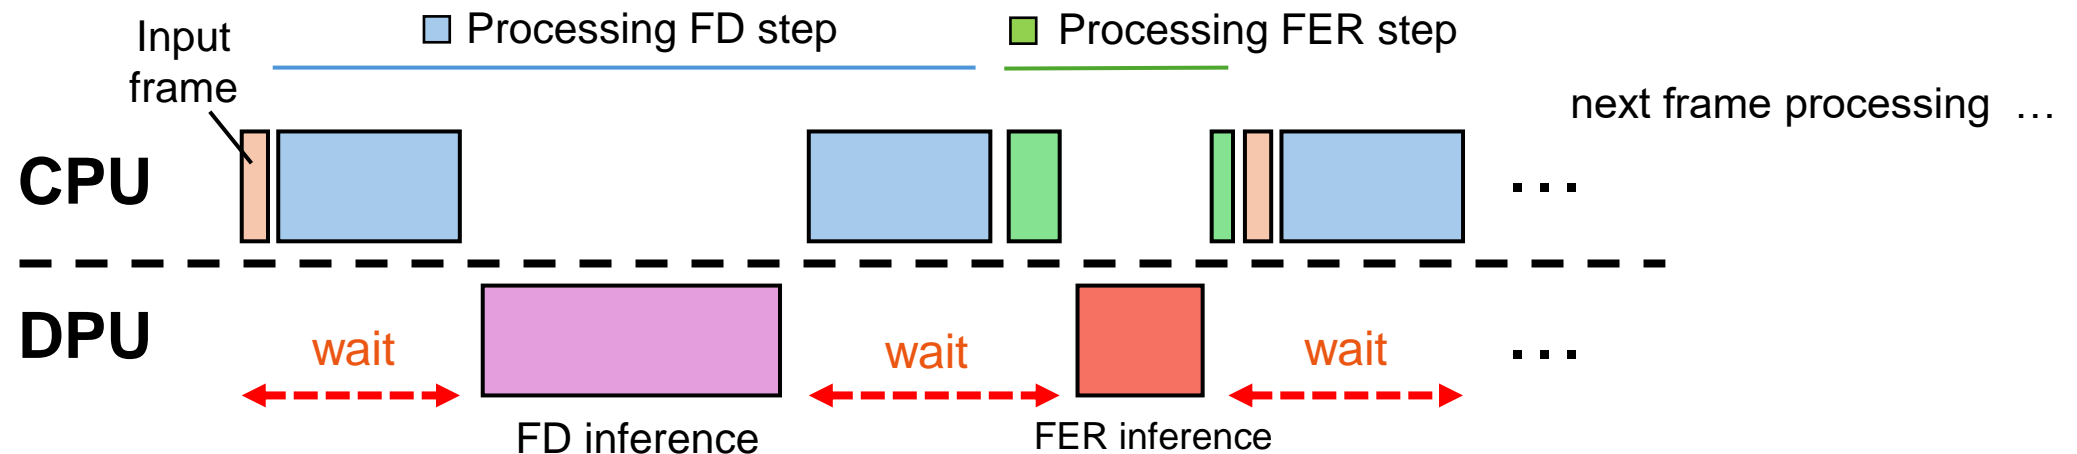 Input
frame
Processing FD step
Processing FER step
next frame processing …
CPU
...
DPU
wait
wait
wait
...
FD inference
FER inference